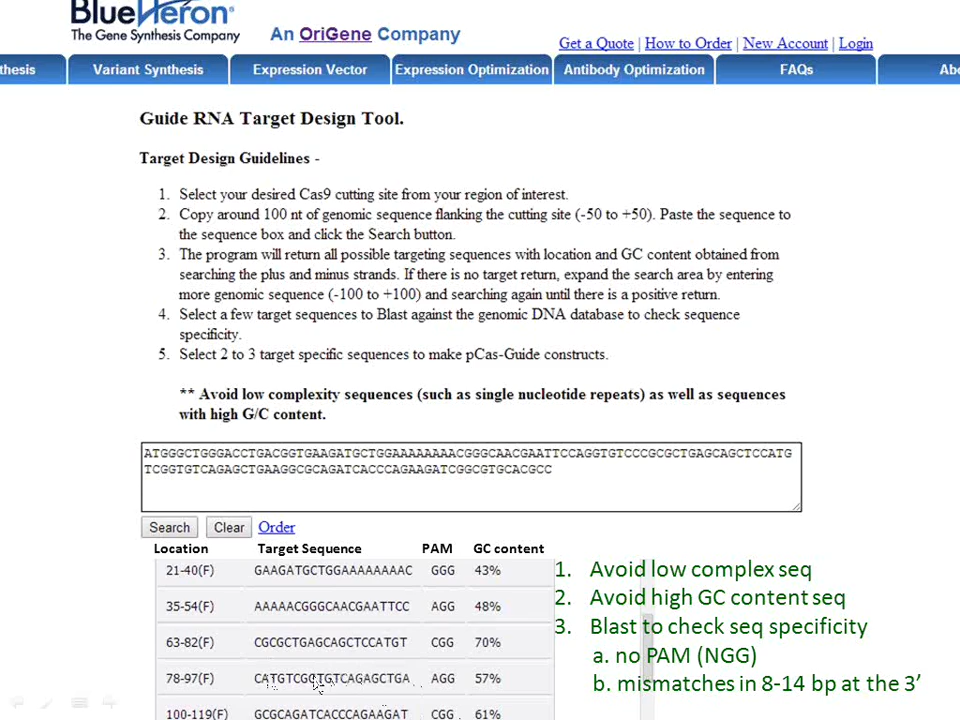 BlueHeron
The Gene Synthesis Company
An OriGene Company
Get a Quote | How to Order | New Account | Login
thesis Variant Synthesis Expression Vector Expression Optimization Antibody Optimization FAQs Abo
Guide RNA Target Design Tool.
Target Design Guidelines -
1. Select your desired Cas9 cutting site from your region of interest.
2. Copy around 100 nt of genomic sequence flanking the cutting site (-50 to +50). Paste the sequence to
the sequence box and click the Search button.
3. The program will return all possible targeting sequences with location and GC content obtained from
searching the plus and minus strands. If there is no target return, expand the search area by entering
more genomic sequence (-100 to +100) and searching again until there is a positive return.
4. Select a few target sequences to Blast against the genomic DNA database to check sequence
specificity.
5. Select 2 to 3 target specific sequences to make pCas-Guide constructs.
** Avoid low complexity sequences (such as single nucleotide repeats) as well as sequences
with high G/C content.
ATGGGCTGGGACCTGACGGTGAAGATGCTGGAAAAAAAACGGGCAACGAATTCCAGGTGTCCCGCGCTGAGCAGCTCCATG
TCGGTGTCAGAGCTGAAGGCGCAGATCACCCAGAAGATCGGCGTGCACGCC
Search Clear Order
Location Target Sequence PAM GC content
21-40(F) GAAGATGCTGGAAAAAAAAC GGG 43%
35-54(F) AAAAACGGGCAACGAATTCC AGG 48%
63-82(F) CGCGCTGAGCAGCTCCATGT CGG 70%
78-97(F) CATGTCGGTGTCAGAGCTGA AGG 57%
100-119(F) GCGCAGATCACCCAGAAGAT CGG 61%
1. Avoid low complex seq
2. Avoid high GC content seq
3. Blast to check seq specificity
a. no PAM (NGG)
b. mismatches in 8-14 bp at the 3’